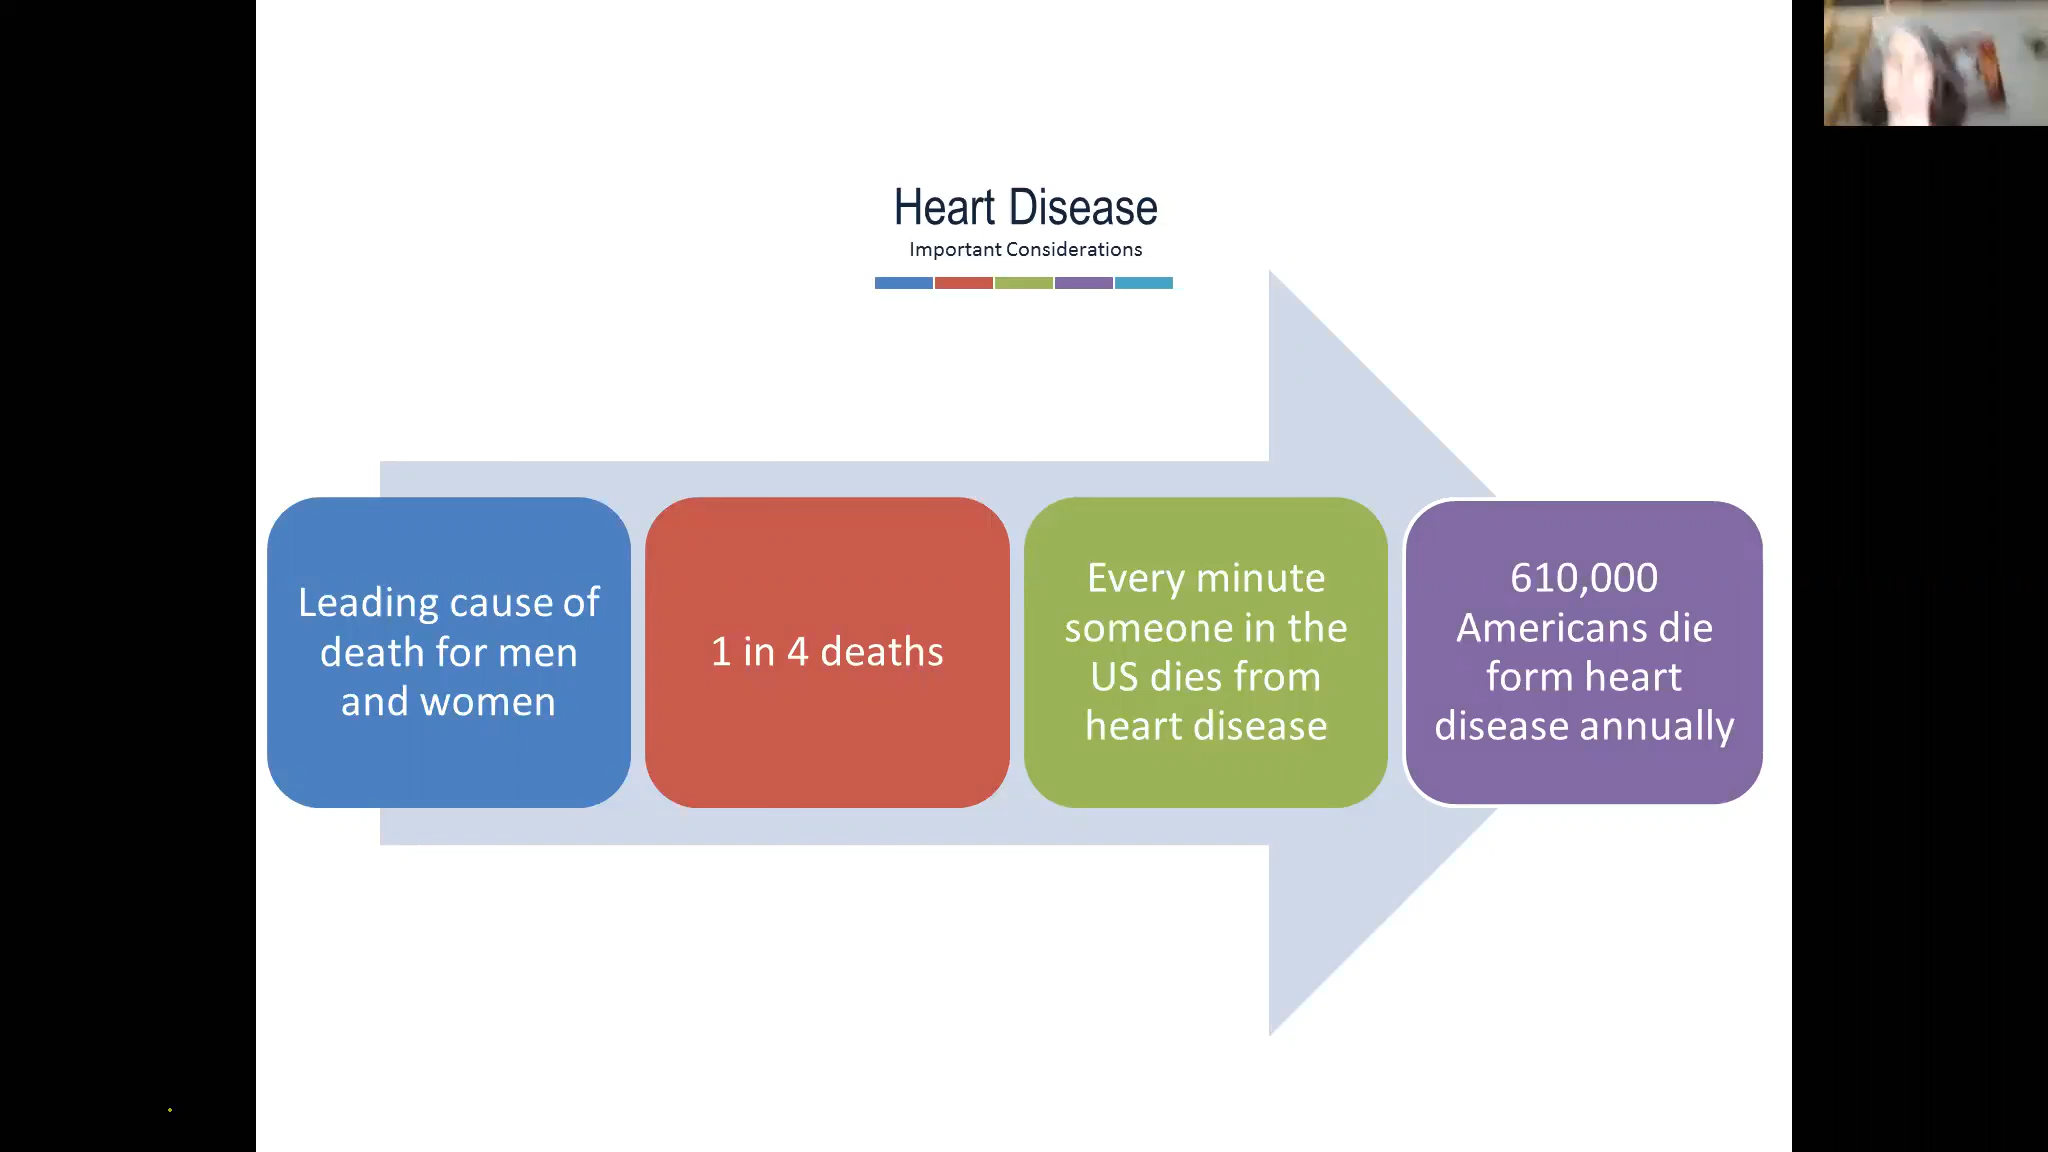 Heart Disease
Important Considerations
Leading cause of
death for men
and women
1 in 4 deaths
Every minute
someone in the
US dies from
heart disease
610,000
Americans die
form heart
disease annually